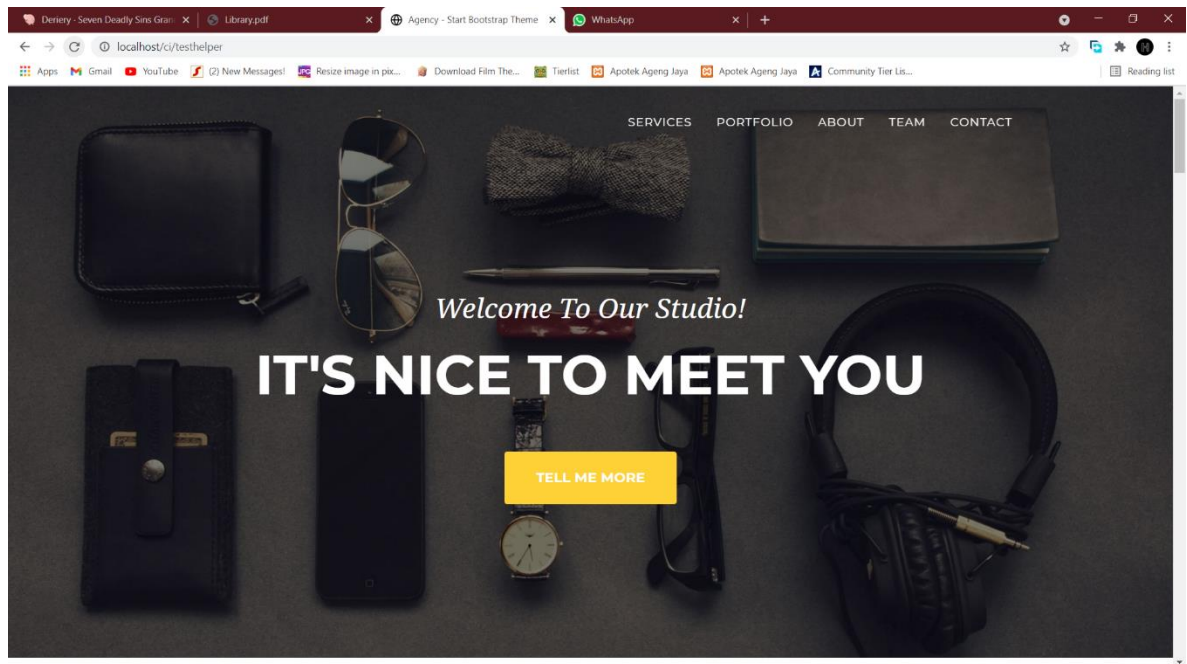 Deriery - Seven Deadly Sins Gran
Library.pdf
Agency - Start Bootstrap Theme
WhatsApp
localhost/ci/testhelper
Apps
Gmail
YouTube
(2) New Messages!
Resize image in pix...
Download Film The...
Tierlist
Apotek Ageng Jaya
Apotek Ageng Jaya
Community Tier Lis...
Reading list
SERVICES
PORTFOLIO
ABOUT
TEAM
CONTACT
Welcome To Our Studio!
IT'S NICE TO MEET YOU
TELL ME MORE